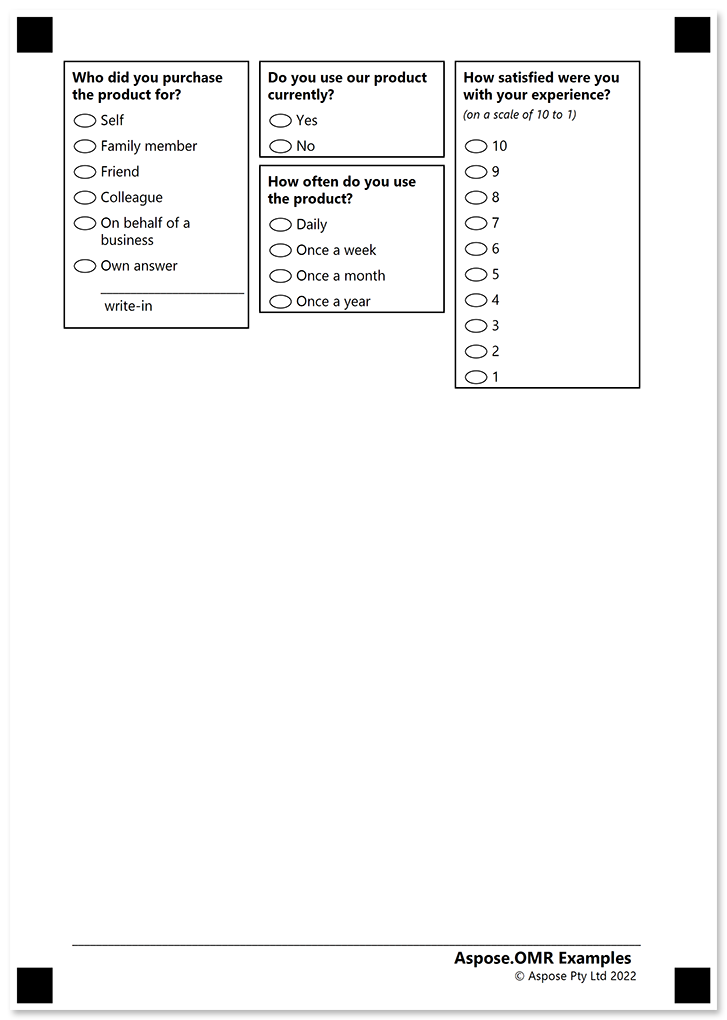 Who did you purchase
the product for?
Self
Family member
Friend
Colleague
On behalf of a
business
Own answer
write-in
Do you use our product
currently?
Yes
No
How often do you use
the product?
Daily
Once a week
Once a month
Once a year
How satisfied were you
with your experience?
(on a scale of 10 to 1)
10
9
8
7
6
5
4
3
2
1
Aspose.OMR Examples
© Aspose Pty Ltd 2022